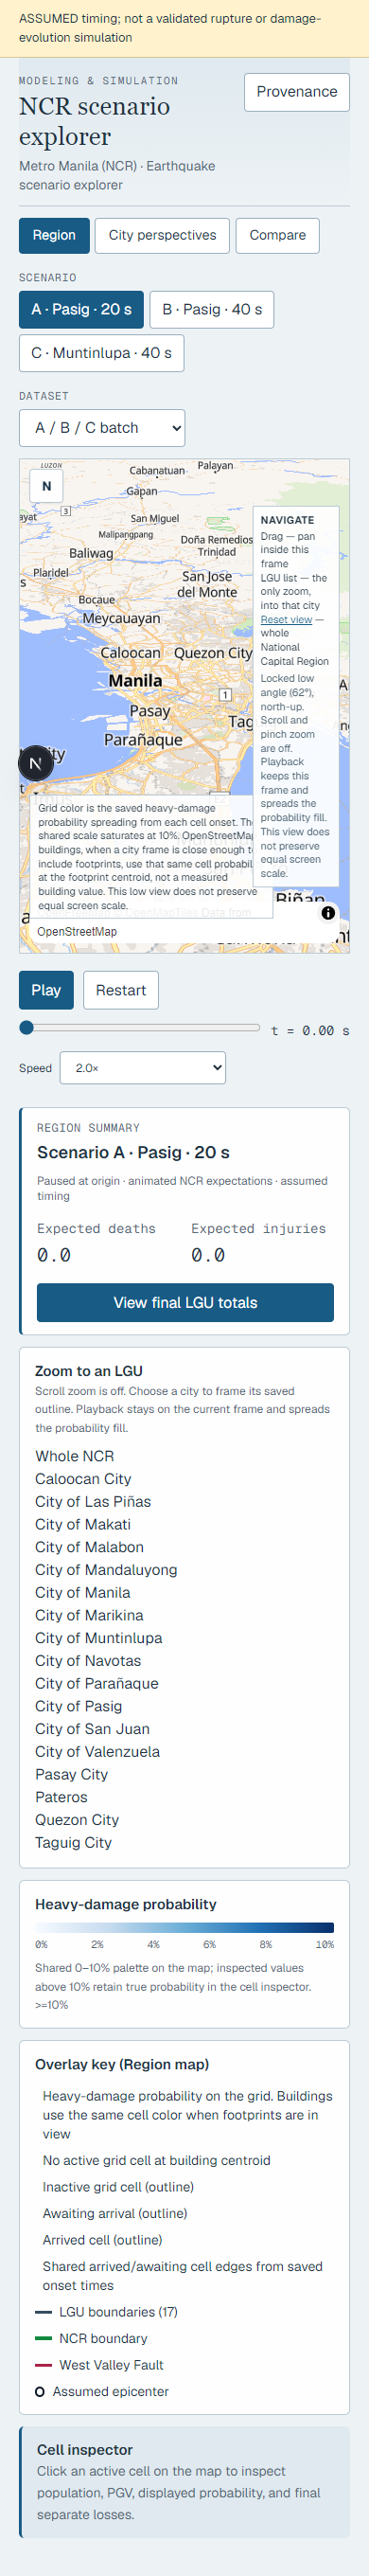 ASSUMED timing; not a validated rupture or damage-
evolution simulation
MODELING & SIMULATION
NCR scenario
explorer
Metro Manila (NCR) · Earthquake
scenario explorer
Provenance
Region
City perspectives
Compare
SCENARIO
A · Pasig · 20 s
B · Pasig · 40 s
C · Muntinlupa · 40 s
DATASET
A / B / C batch
LUZON
Cabanatuan
Palayan
N
Gapan
3
San Miguel
Malipangpang
Doña Remedios
Trinidad
Baliwag
Plaridel
San Jose
del Monte
Bocaue
Meycauayan
Caloocan
Quezon City
Manila
1
Pasay
Parañaque
NAVIGATE
Drag — pan
inside this
frame
LGU list — the
only zoom,
into that city
Reset view —
whole
National
Capital Region
Locked low
angle (62°),
north-up.
Scroll and
pinch zoom
are off.
Playback
keeps this
frame and
spreads the
probability fill.
This view does
not preserve
equal screen
scale.
N
Grid color is the saved heavy-damage
probability spreading from each cell onset. The
shared scale saturates at 10%. OpenStreetMap
buildings, when a city frame is close enough t
include footprints, use that same cell probabil
at the footprint centroid, not a measured
building value. This low view does not preserve
equal screen scale.
Biñan
OpenMapTiles Data from
OpenStreetMap
Play
Restart
t = 0.00 s
Speed
2.0×
REGION SUMMARY
Scenario A · Pasig · 20 s
Paused at origin · animated NCR expectations · assumed
timing
Expected deaths
Expected injuries
0.0
0.0
View final LGU totals
Zoom to an LGU
Scroll zoom is off. Choose a city to frame its saved
outline. Playback stays on the current frame and spreads
the probability fill.
Whole NCR
Caloocan City
City of Las Piñas
City of Makati
City of Malabon
City of Mandaluyong
City of Manila
City of Marikina
City of Muntinlupa
City of Navotas
City of Parañaque
City of Pasig
City of San Juan
City of Valenzuela
Pasay City
Pateros
Quezon City
Taguig City
Heavy-damage probability
0%
2%
4%
6%
8%
10%
Shared 0–10% palette on the map; inspected values
above 10% retain true probability in the cell inspector.
>=10%
Overlay key (Region map)
Heavy-damage probability on the grid. Buildings
use the same cell color when footprints are in
view
No active grid cell at building centroid
Inactive grid cell (outline)
Awaiting arrival (outline)
Arrived cell (outline)
Shared arrived/awaiting cell edges from saved
onset times
LGU boundaries (17)
NCR boundary
West Valley Fault
Assumed epicenter
Cell inspector
Click an active cell on the map to inspect
population, PGV, displayed probability, and final
separate losses.